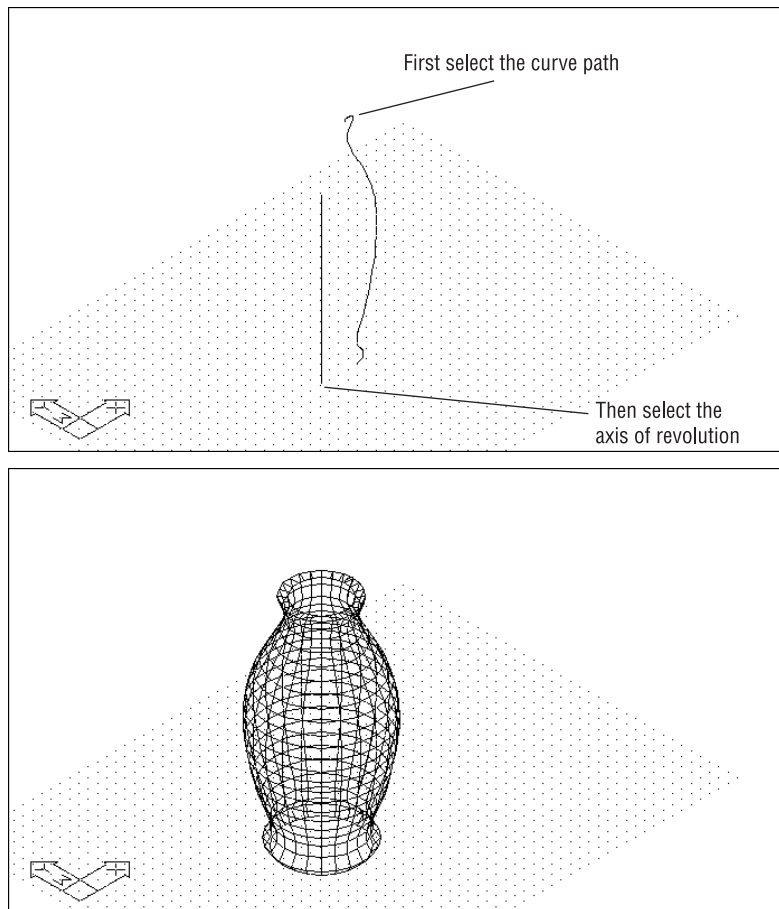 First select the curve path
Then select the
axis of revolution
Y
W
X
Y
W
X